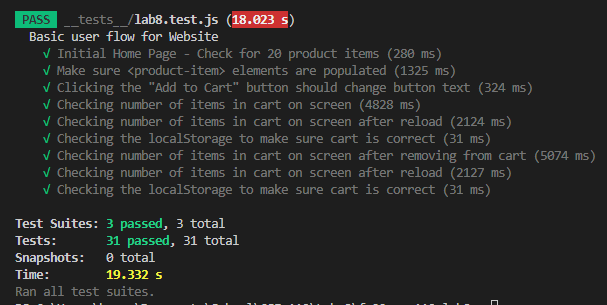 PASS __tests__/lab8.test.js (18.023 s)
Basic user flow for Website
√ Initial Home Page - Check for 20 product items (280 ms)
√ Make sure <product-item> elements are populated (1325 ms)
√ Clicking the "Add to Cart" button should change button text (324 ms)
√ Checking number of items in cart on screen (4828 ms)
√ Checking number of items in cart on screen after reload (2124 ms)
√ Checking the localStorage to make sure cart is correct (31 ms)
√ Checking number of items in cart on screen after removing from cart (5074 ms)
√ Checking number of items in cart on screen after reload (2127 ms)
√ Checking the localStorage to make sure cart is correct (31 ms)
Test Suites: 3 passed, 3 total
Tests: 31 passed, 31 total
Snapshots: 0 total
Time: 19.332 s
Ran all test suites.